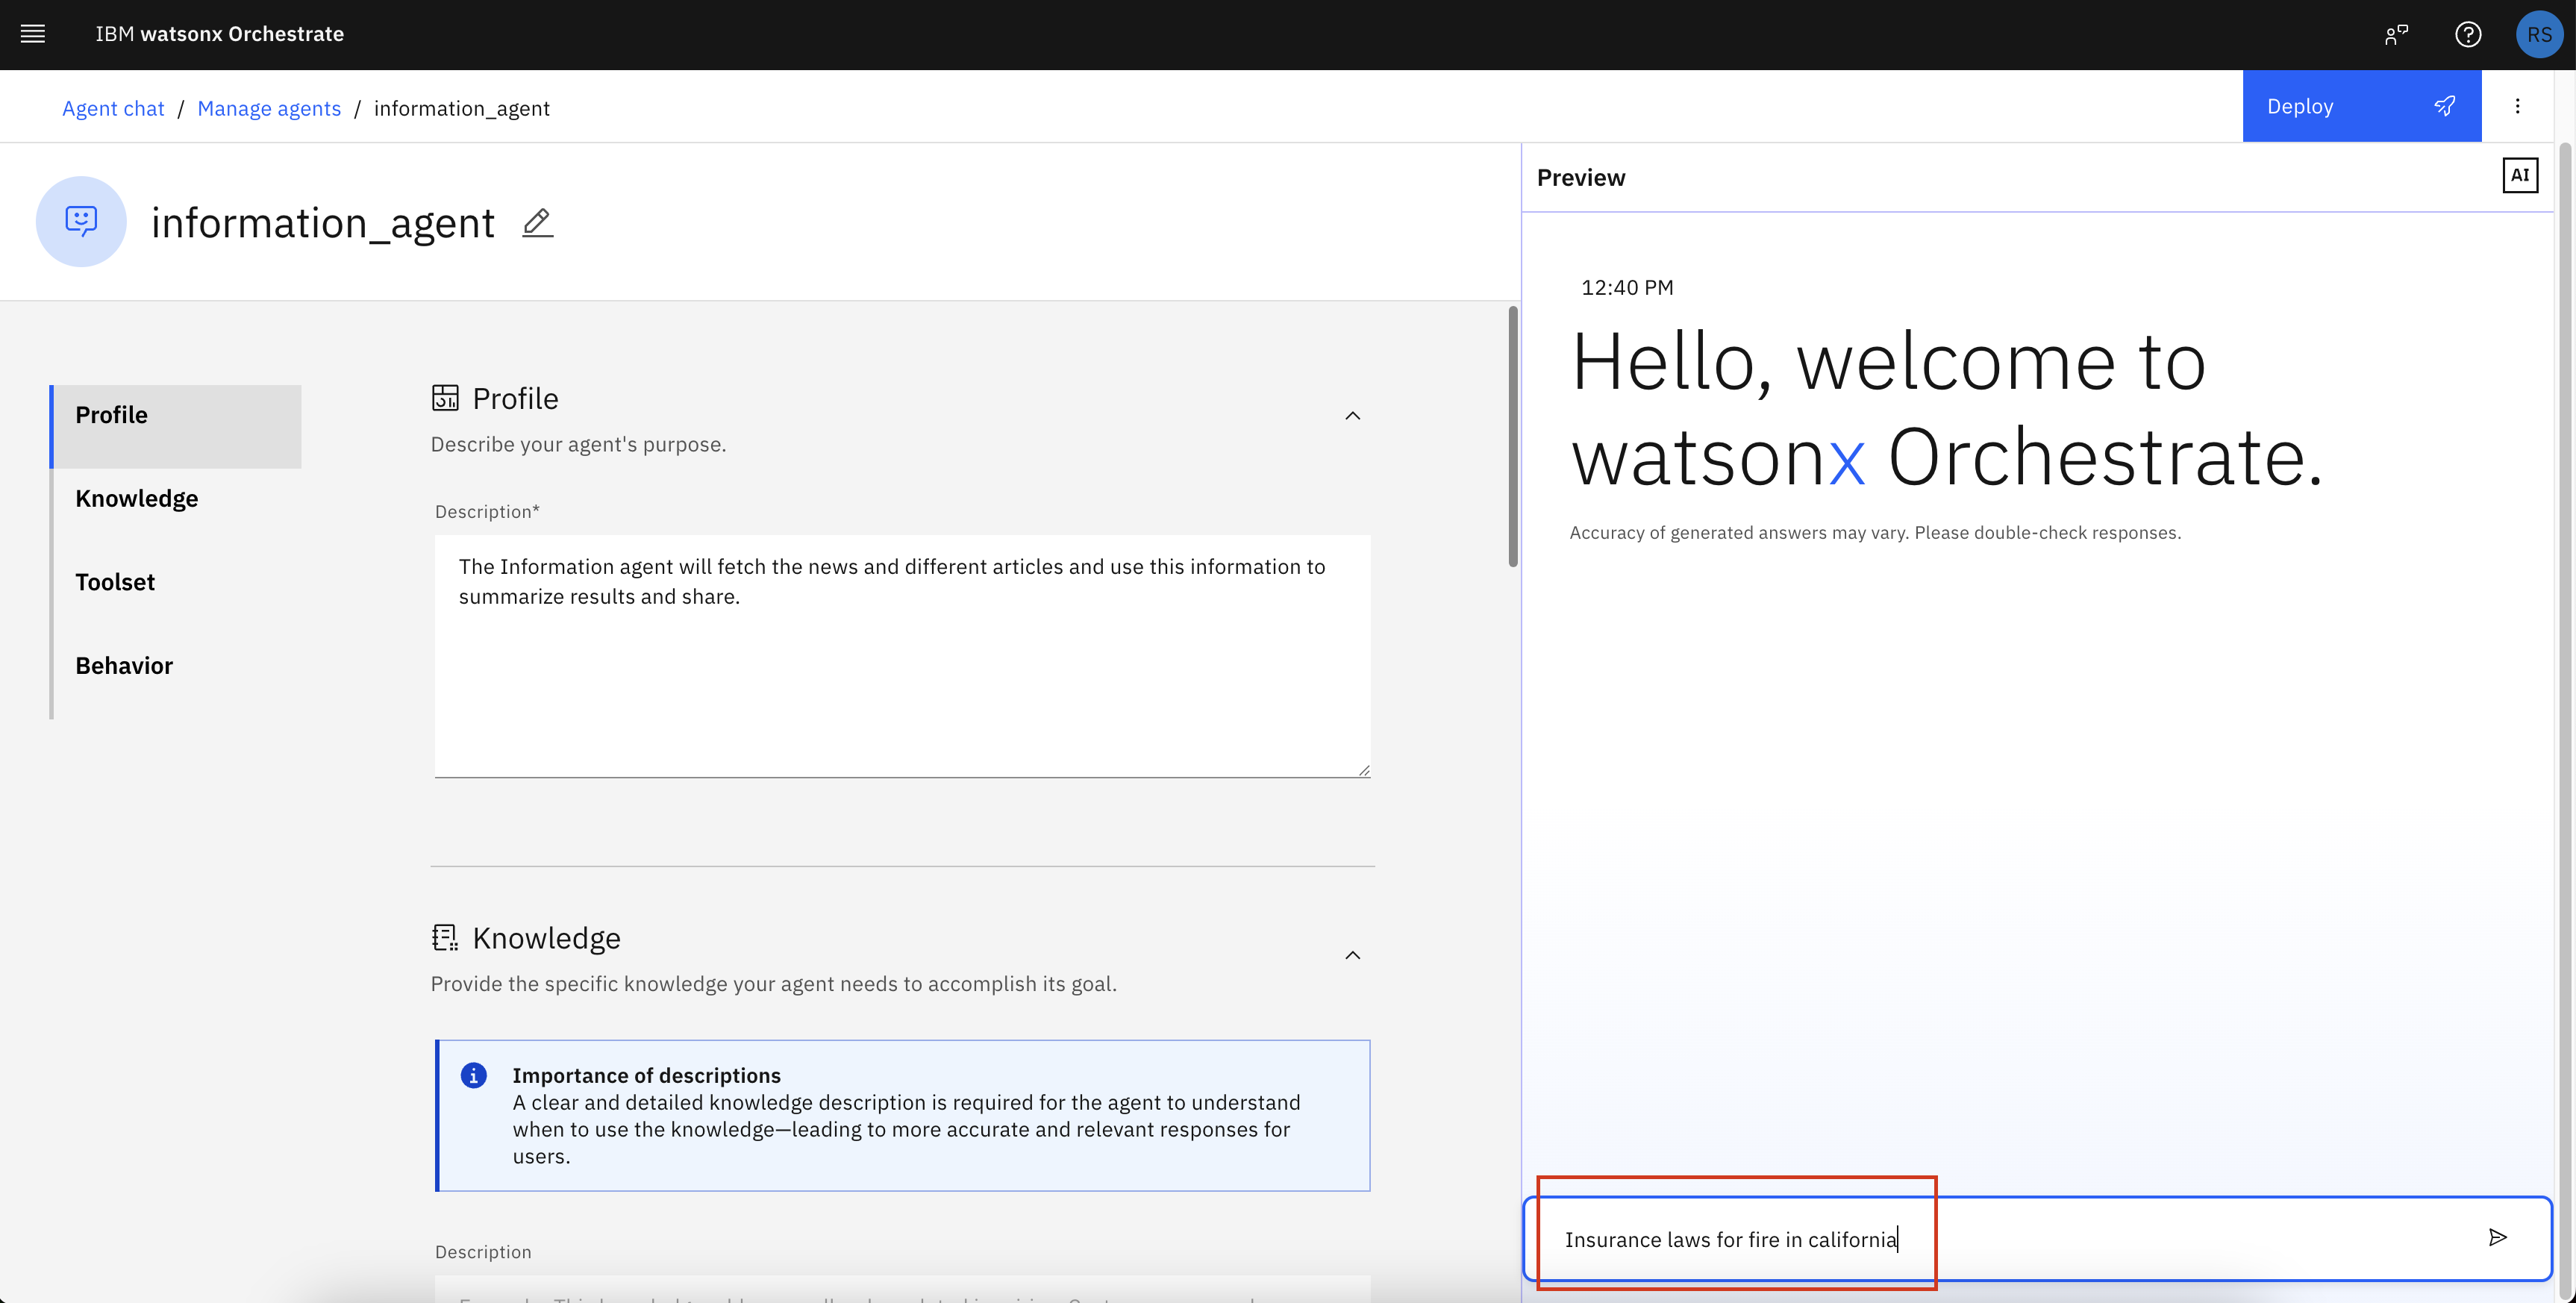 IBM watsonx Orchestrate
RS
Agent chat / Manage agents / information_agent
Deploy
information_agent
Preview
AI
12:40 PM
Hello, welcome to
watsonx Orchestrate.
Accuracy of generated answers may vary. Please double-check responses.
Profile
Knowledge
Toolset
Behavior
Profile
Describe your agent's purpose.
Description*
The Information agent will fetch the news and different articles and use this information to
summarize results and share.
Knowledge
Provide the specific knowledge your agent needs to accomplish its goal.
Importance of descriptions
A clear and detailed knowledge description is required for the agent to understand
when to use the knowledge—leading to more accurate and relevant responses for
users.
Description
Insurance laws for fire in california